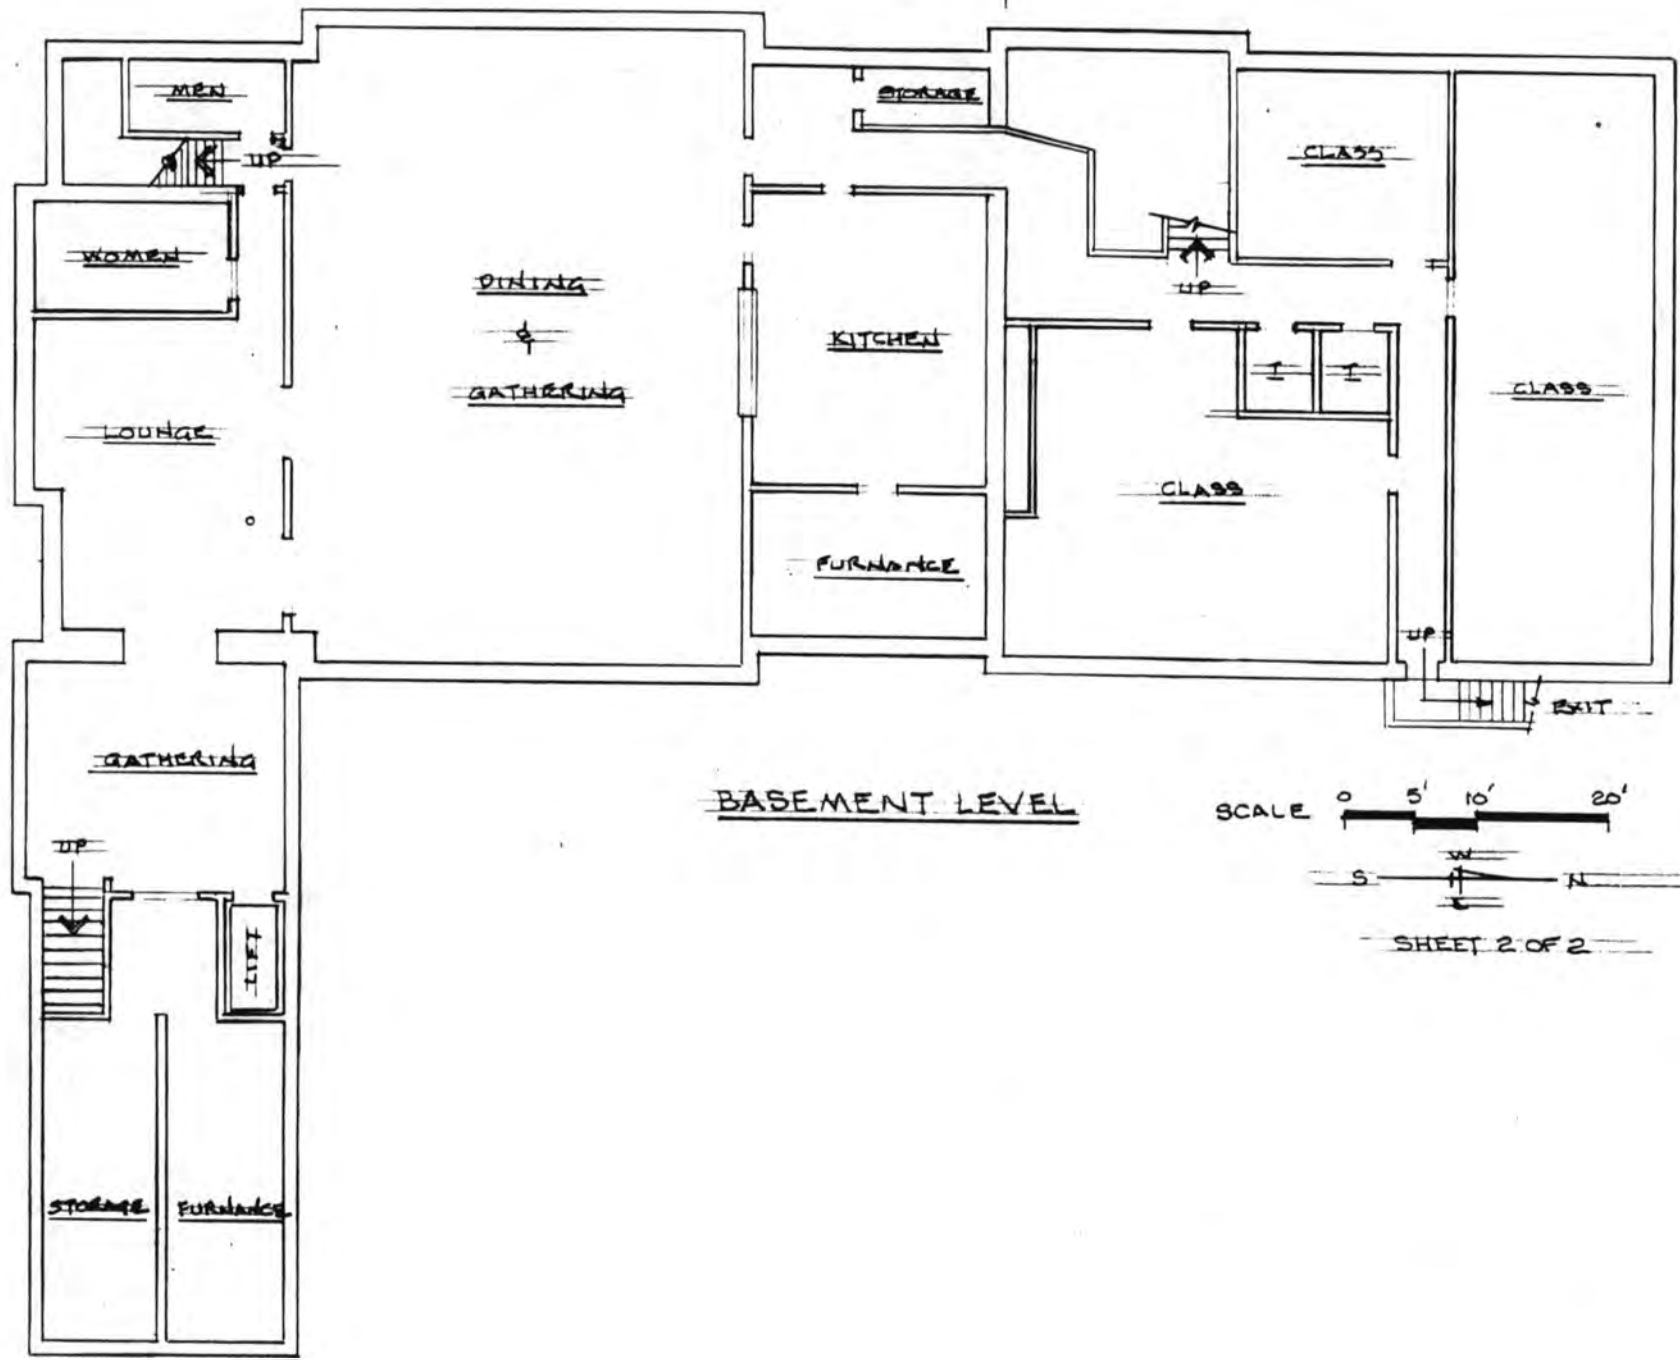 MEN
STORAGE
UP
CLASS
WOMEN
DINING
&
GATHERING
UP
KITCHEN
CLASS
LOUNGE
T T
CLASS
FURNANCE
UP
EXIT
GATHERING
BASEMENT LEVEL
SCALE 0 5' 10' 20'
UP
W
S N
E
LIFT
SHEET 2 OF 2
STORAGE FURNANCE